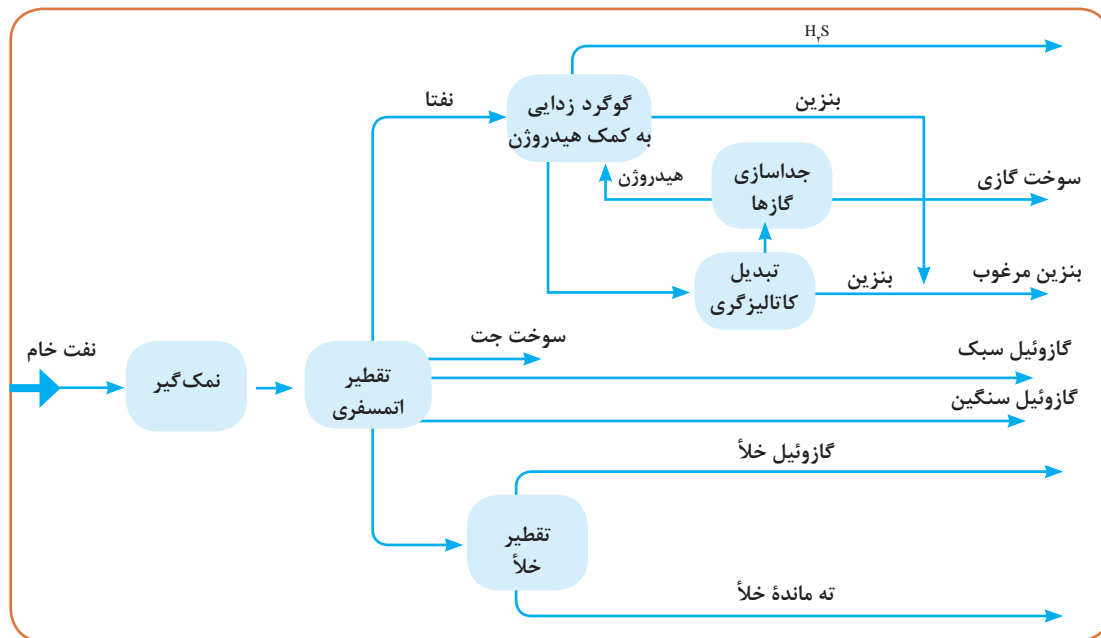 H₂S
نفتا
گوگرد زدایی
به کمک هیدروژن
بنزین
هیدروژن
جداسازی
گازها
سوخت گازی
تبدیل
کاتالیزگری
بنزین
بنزین مرغوب
نفت خام
نمک‌گیر
تقطیر
اتمسفری
سوخت جت
گازوئیل سبک
گازوئیل سنگین
گازوئیل خلأ
تقطیر
خلأ
ته ماندۀ خلأ